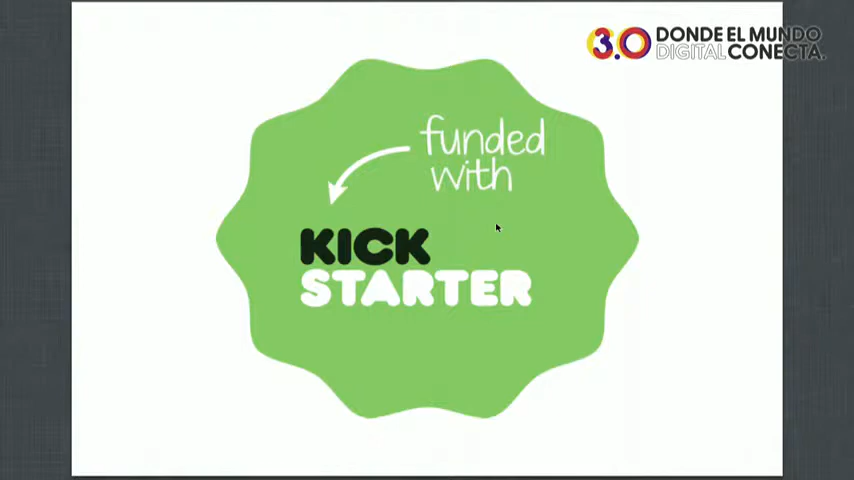 3.0 DONDE EL MUNDO
DIGITAL CONECTA.
funded
with
KICK
STARTER